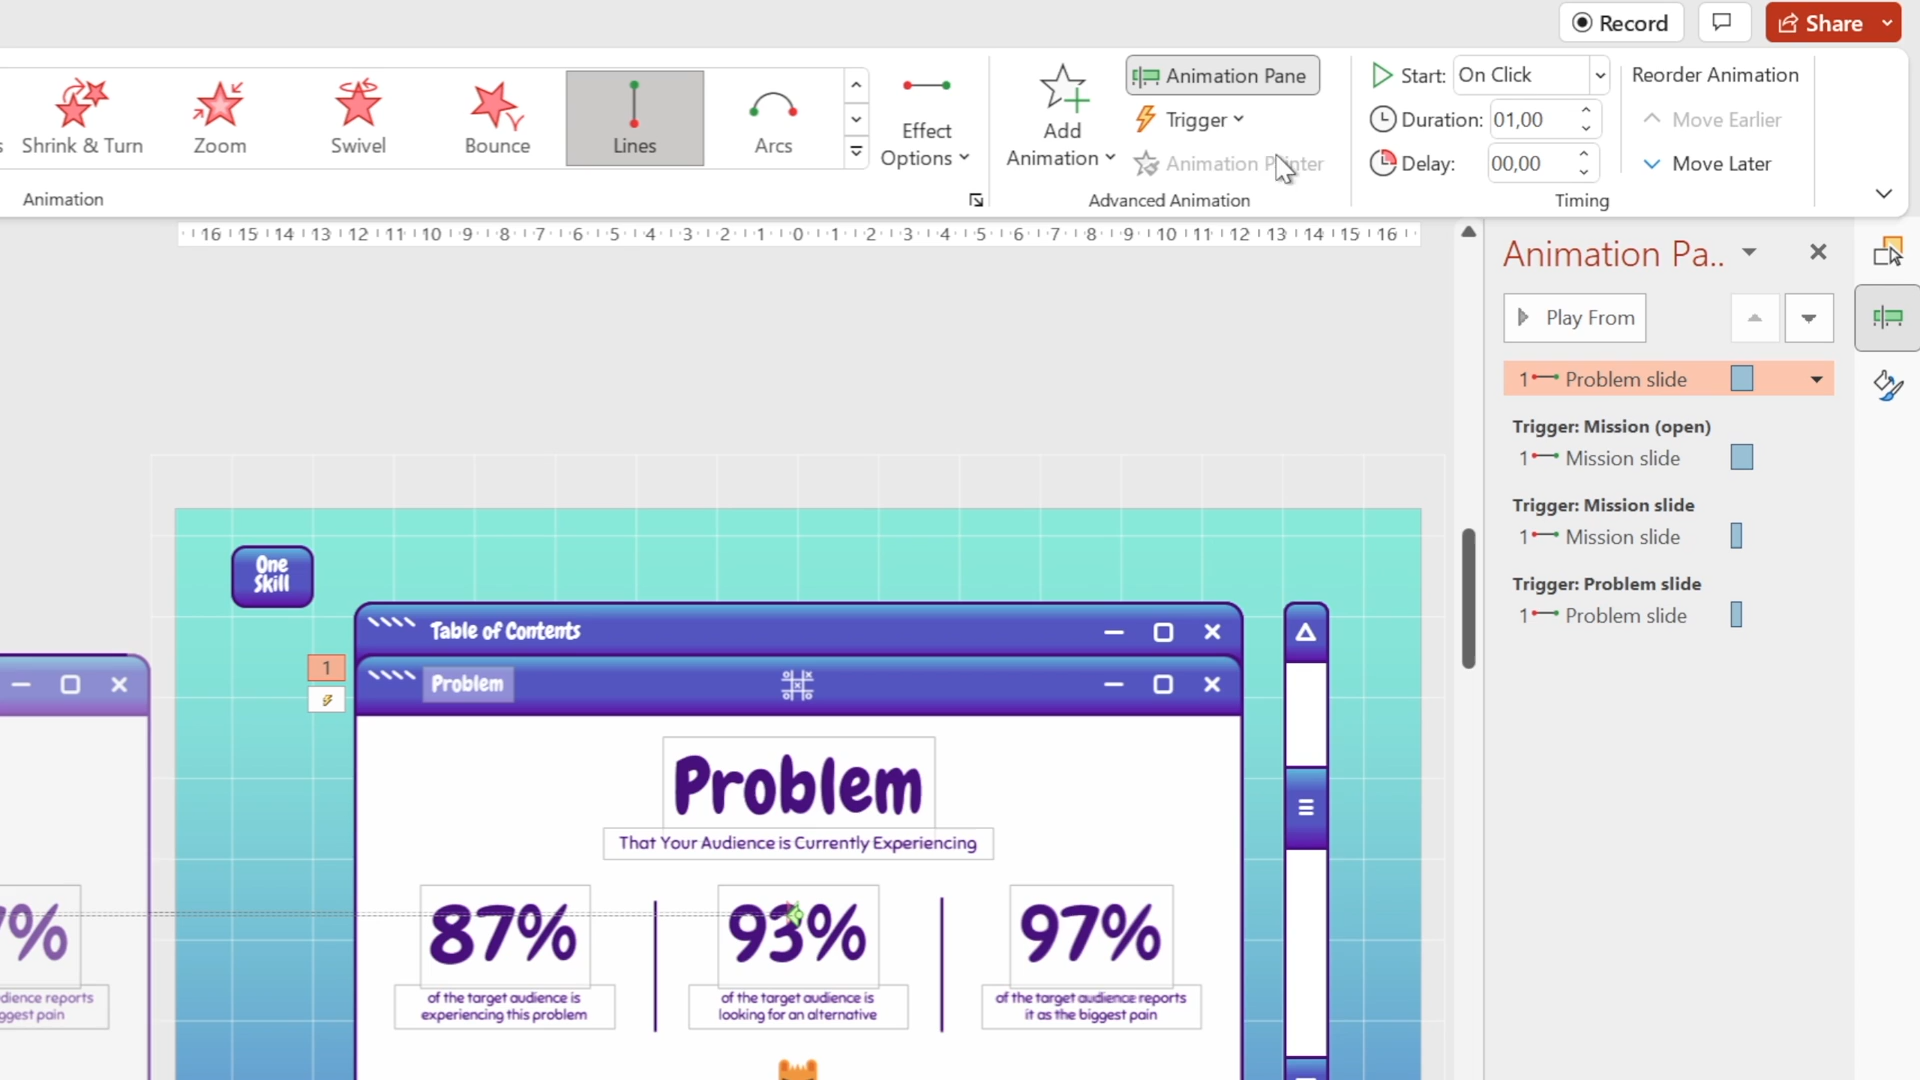 Record
Share
Shrink & Turn
Zoom
Swivel
Bounce
Lines
Arcs
Effect
Options
Add
Animation
Animation Pane
Trigger
Start: On Click
Duration: 01,00
Delay: 00,00
Reorder Animation
Move Earlier
Move Later
Animation
Advanced Animation
Timing
16 15 14 13 12 11 10 9 8 7 6 5 4 3 2 1 0 1 2 3 4 5 6 7 8 9 10 11 12 13 14 15 16
Animation Pa..
Play From
1 Problem slide
Trigger: Mission (open)
1 Mission slide
Trigger: Mission slide
1 Mission slide
Trigger: Problem slide
1 Problem slide
One
Skill
Table of Contents
1
Problem
Problem
That Your Audience is Currently Experiencing
87%
93%
97%
of the target audience is
experiencing this problem
of the target audience is
looking for an alternative
of the target audience reports
it as the biggest pain
%
dience reports
ggest pain